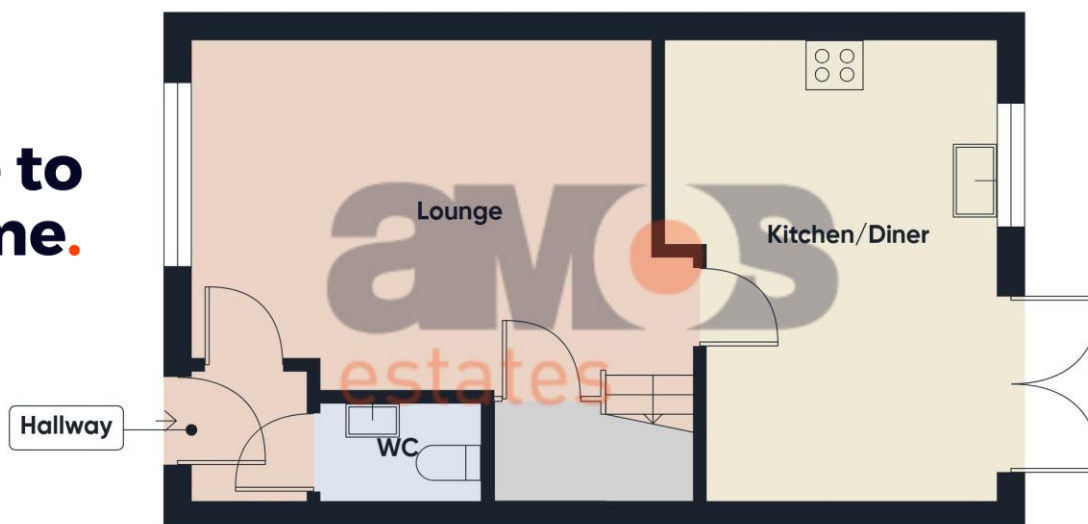 to
me.
Lounge
Kitchen/Diner
amos
estates
Hallway
WC